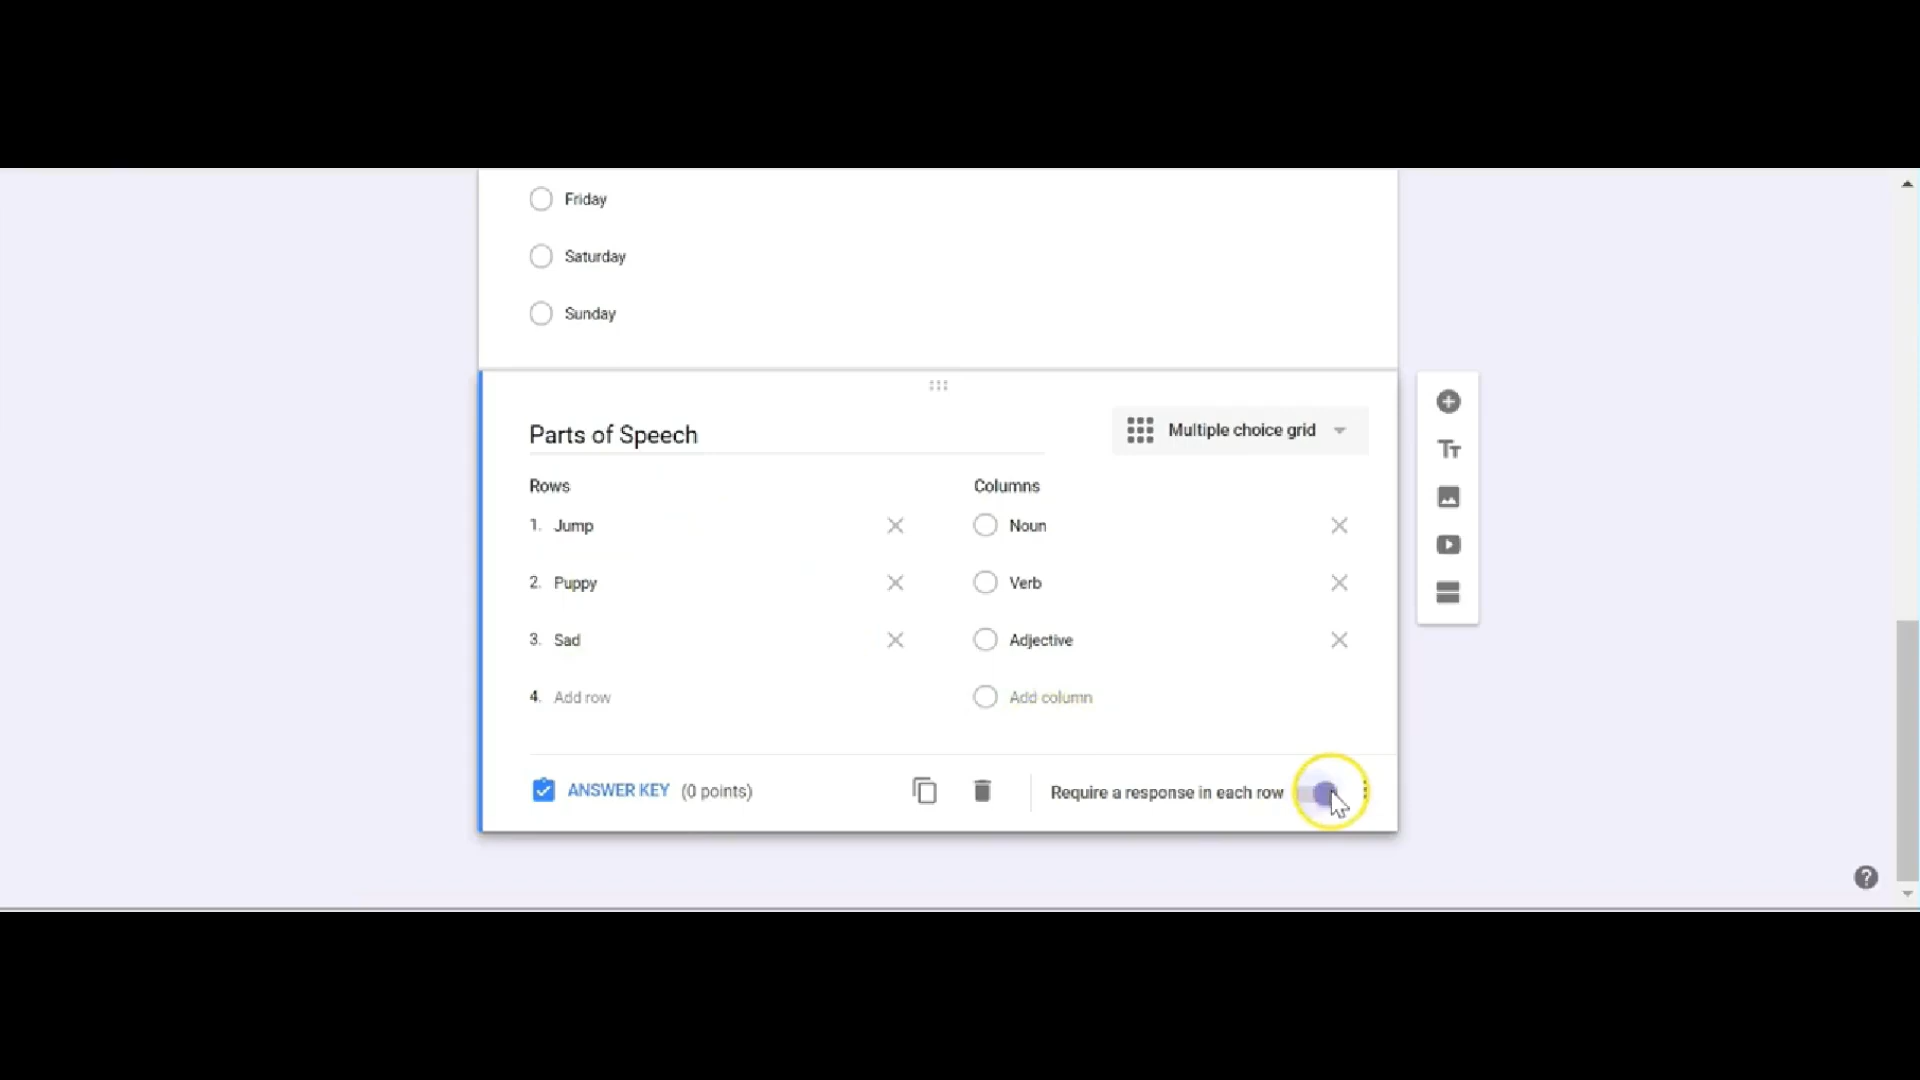 Friday
Saturday
Sunday
Parts of Speech
Multiple choice grid
Rows
Columns
1. Jump
Noun
2. Puppy
Verb
3. Sad
Adjective
4. Add row
Add column
ANSWER KEY (0 points)
Require a response in each row
Tт
?